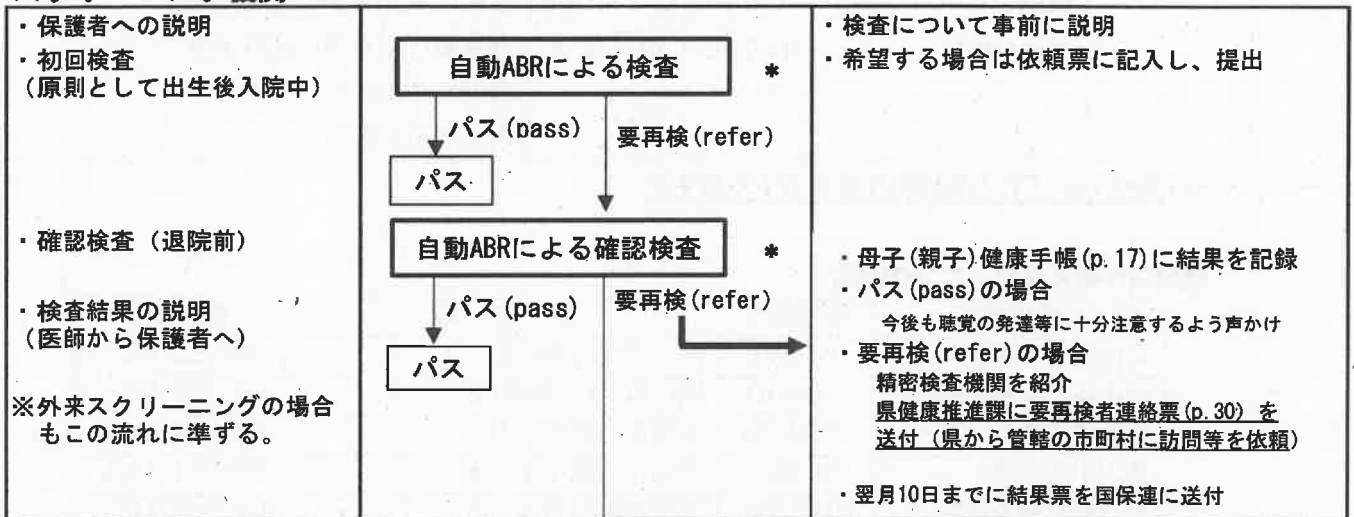 ・保護者への説明
・初回検査
(原則として出生後入院中)
・確認検査(退院前)
・検査結果の説明
(医師から保護者へ)
※外来スクリーニングの場合
もこの流れに準ずる。
自動ABRによる検査 *
パス(pass) 要再検(refer)
パス
自動ABRによる確認検査 *
パス(pass) 要再検(refer)
パス
・検査について事前に説明
・希望する場合は依頼票に記入し、提出
・母子(親子)健康手帳(p.17)に結果を記録
・パス(pass)の場合
今後も聴覚の発達等に十分注意するよう声かけ
・要再検(refer)の場合
精密検査機関を紹介
県健康推進課に要再検者連絡票(p.30) を
送付(県から管轄の市町村に訪問等を依頼)
・翌月10日までに結果票を国保連に送付